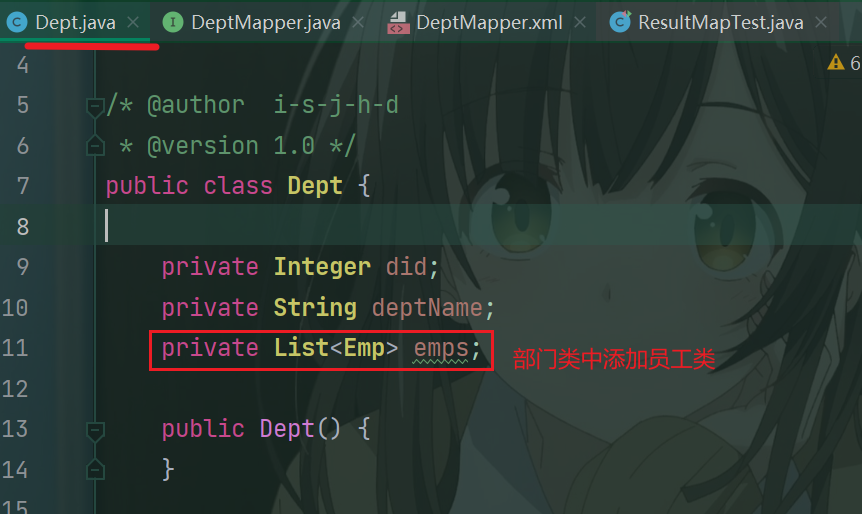 Dept.java DeptMapper.java DeptMapper.xml ResultMapTest.java
4
6
5 /* @author i-s-j-h-d
6 * @version 1.0 */
7 public class Dept {
8
9 private Integer did;
10 private String deptName;
11 private List<Emp> emps; 部门类中添加员工类
12
13 public Dept() {
14 }
15